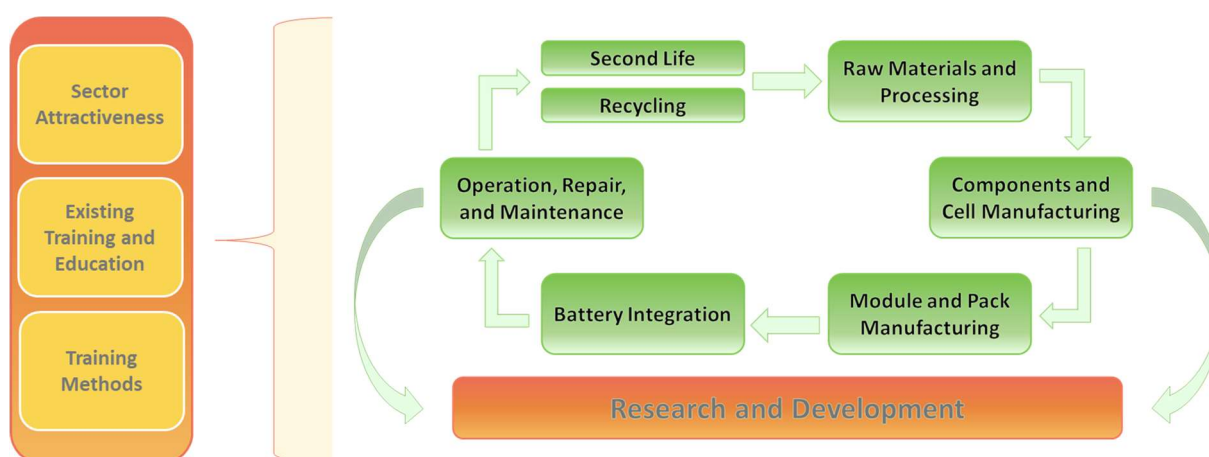 Sector
Attractiveness
Existing
Training and
Education
Training
Methods
Second Life
Recycling
Raw Materials and
Processing
Operation, Repair,
and Maintenance
Components and
Cell Manufacturing
Battery Integration
Module and Pack
Manufacturing
Research and Development